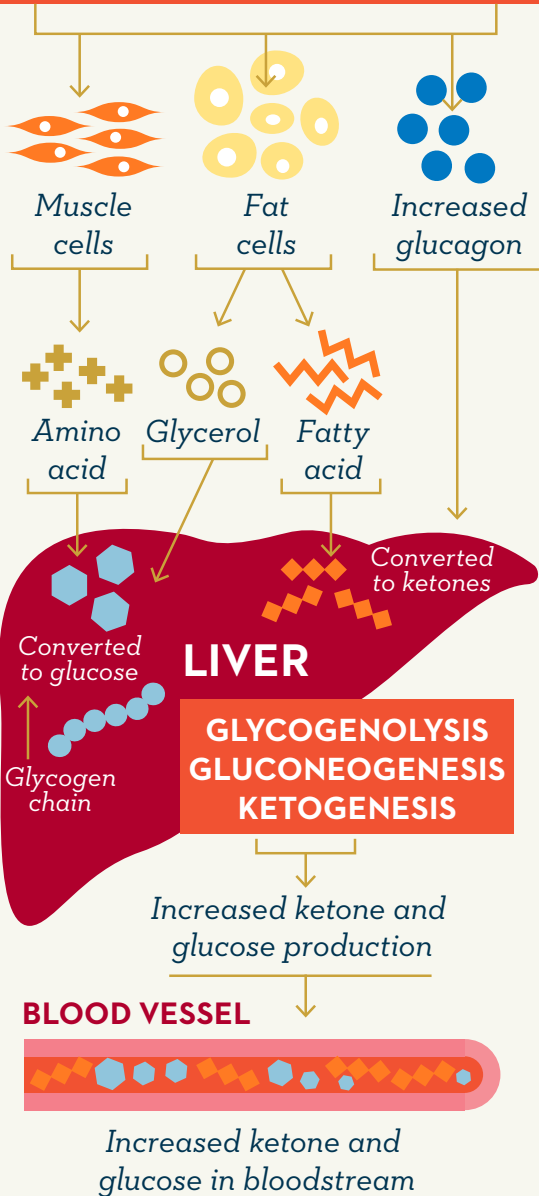 Muscle
cells
Fat
cells
Increased
glucagon
Amino
acid
Glycerol
Fatty
acid
Converted
to ketones
Converted
to glucose
LIVER
Glycogen
chain
GLYCOGENOLYSIS
GLUCONEOGENESIS
KETOGENESIS
Increased ketone and
glucose production
BLOOD VESSEL
Increased ketone and
glucose in bloodstream